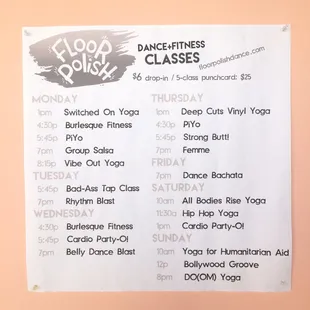 FLOOR
POLISH
DANCE+FITNESS
CLASSES
floorpolishdance.com
$6 drop-in / 5-class punchcard: $25
MONDAY
1pm Switched On Yoga
4:30p Burlesque Fitness
5:45p PiYo
7pm Group Salsa
8:15p Vibe Out Yoga
TUESDAY
5:45p Bad-Ass Tap Class
7pm Rhythm Blast
WEDNESDAY
4:30p Burlesque Fitness
5:45p Cardio Party-O!
7pm Belly Dance Blast
THURSDAY
1pm Deep Cuts Vinyl Yoga
4:30p PiYo
5:45p Strong Butt!
7pm Femme
FRIDAY
7pm Dance Bachata
SATURDAY
10am All Bodies Rise Yoga
11:30a Hip Hop Yoga
1pm Cardio Party-O!
SUNDAY
10am Yoga for Humanitarian Aid
12p Bollywood Groove
8pm DO(OM) Yoga